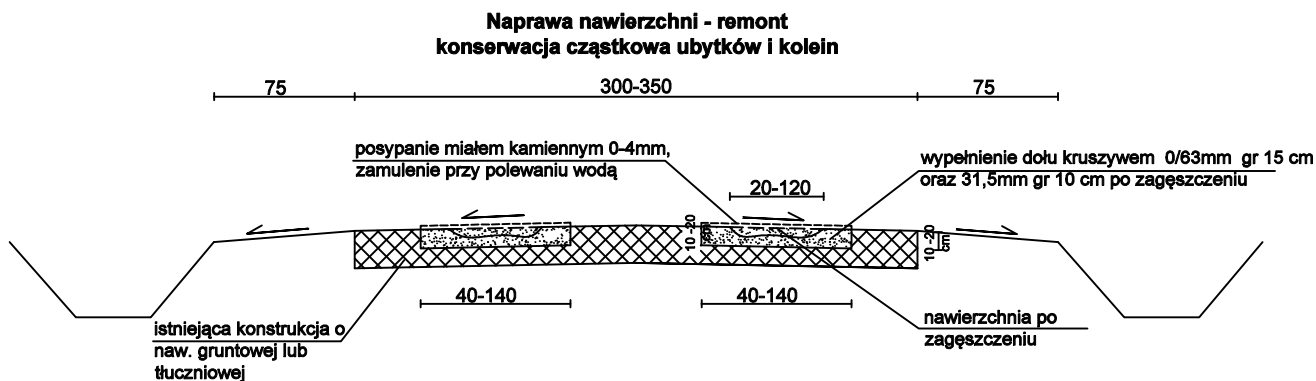 Naprawa nawierzchni - remont
konserwacja cząstkowa ubytków i kolein
75
300-350
75
posypanie miałem kamiennym 0-4mm,
zamulenie przy polewaniu wodą
wypełnienie dołu kruszywem 0/63mm gr 15 cm
oraz 31,5mm gr 10 cm po zagęszczeniu
20-120
10 -20
cm
10 -20
cm
40-140
40-140
istniejąca konstrukcja o
naw. gruntowej lub
tłuczniowej
nawierzchnia po
zagęszczeniu